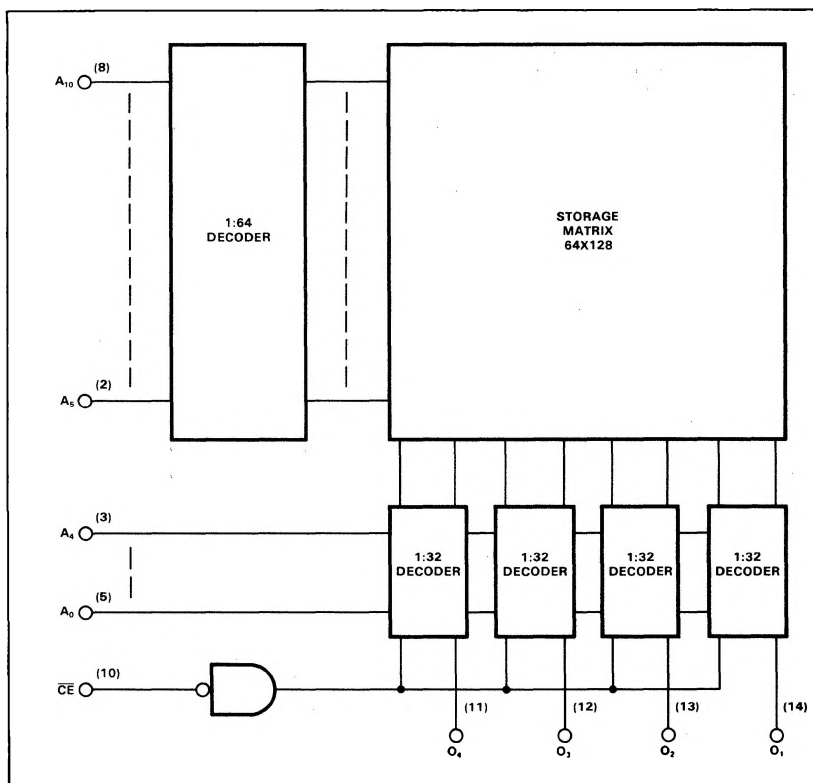 A₁₀ (8)
1:64
DECODER
STORAGE
MATRIX
64X128
A₅ (2)
A₄ (3)
1:32
DECODER
1:32
DECODER
1:32
DECODER
1:32
DECODER
A₀ (5)
C̅E̅ (10)
(11)
(12)
(13)
(14)
O₄
O₃
O₂
O₁